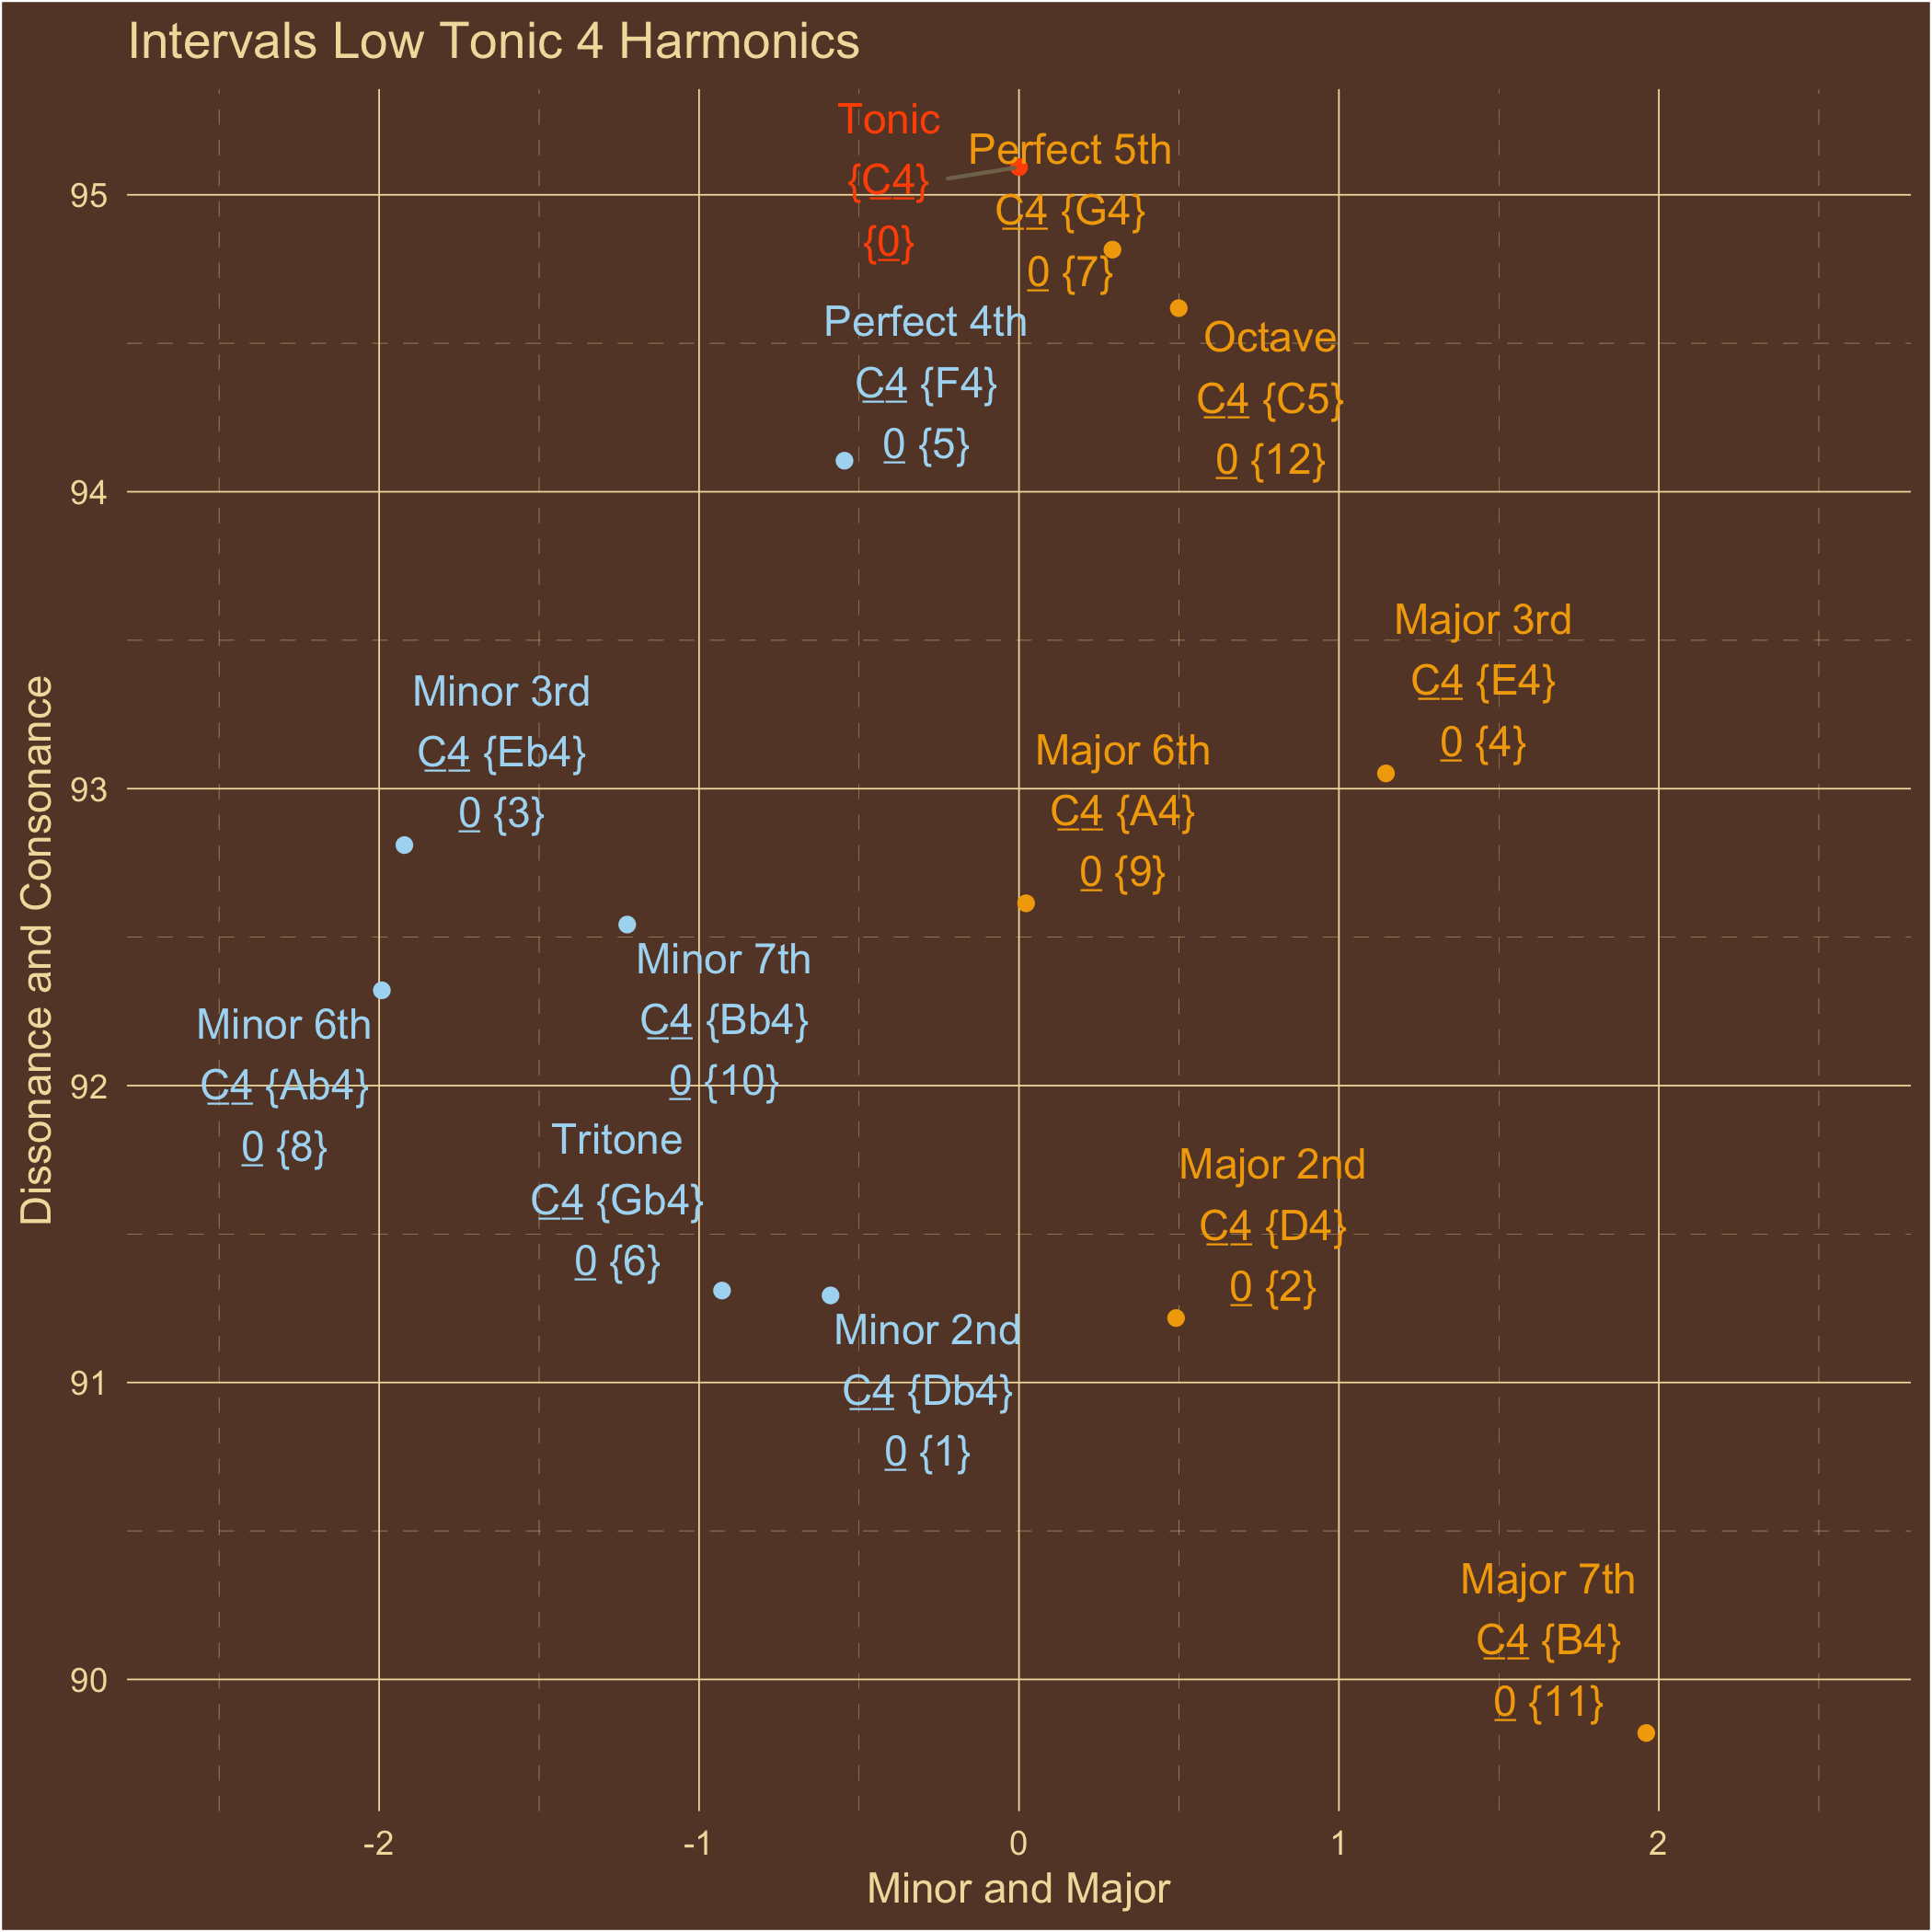 Intervals Low Tonic 4 Harmonics
Tonic
{C4}
{0}
Perfect 5th
C4 {G4}
0 {7}
Perfect 4th
C4 {F4}
0 {5}
Octave
C4 {C5}
0 {12}
Major 3rd
C4 {E4}
0 {4}
Minor 3rd
C4 {Eb4}
0 {3}
Major 6th
C4 {A4}
0 {9}
Minor 7th
C4 {Bb4}
0 {10}
Minor 6th
C4 {Ab4}
0 {8}
Tritone
C4 {Gb4}
0 {6}
Major 2nd
C4 {D4}
0 {2}
Minor 2nd
C4 {Db4}
0 {1}
Major 7th
C4 {B4}
0 {11}
95
94
93
92
91
90
Dissonance and Consonance
-2
-1
0
1
2
Minor and Major